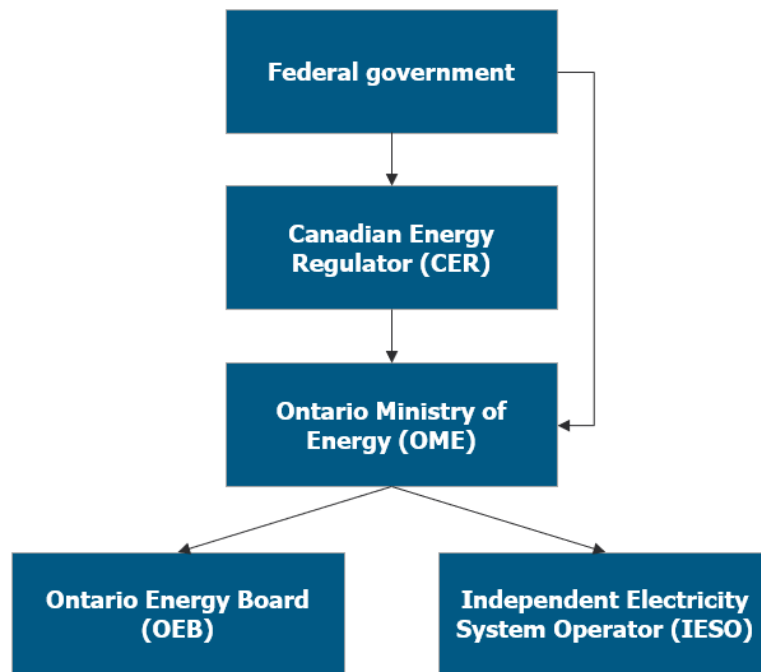 Federal government
Canadian Energy
Regulator (CER)
Ontario Ministry of
Energy (OME)
Ontario Energy Board
(OEB)
Independent Electricity
System Operator (IESO)